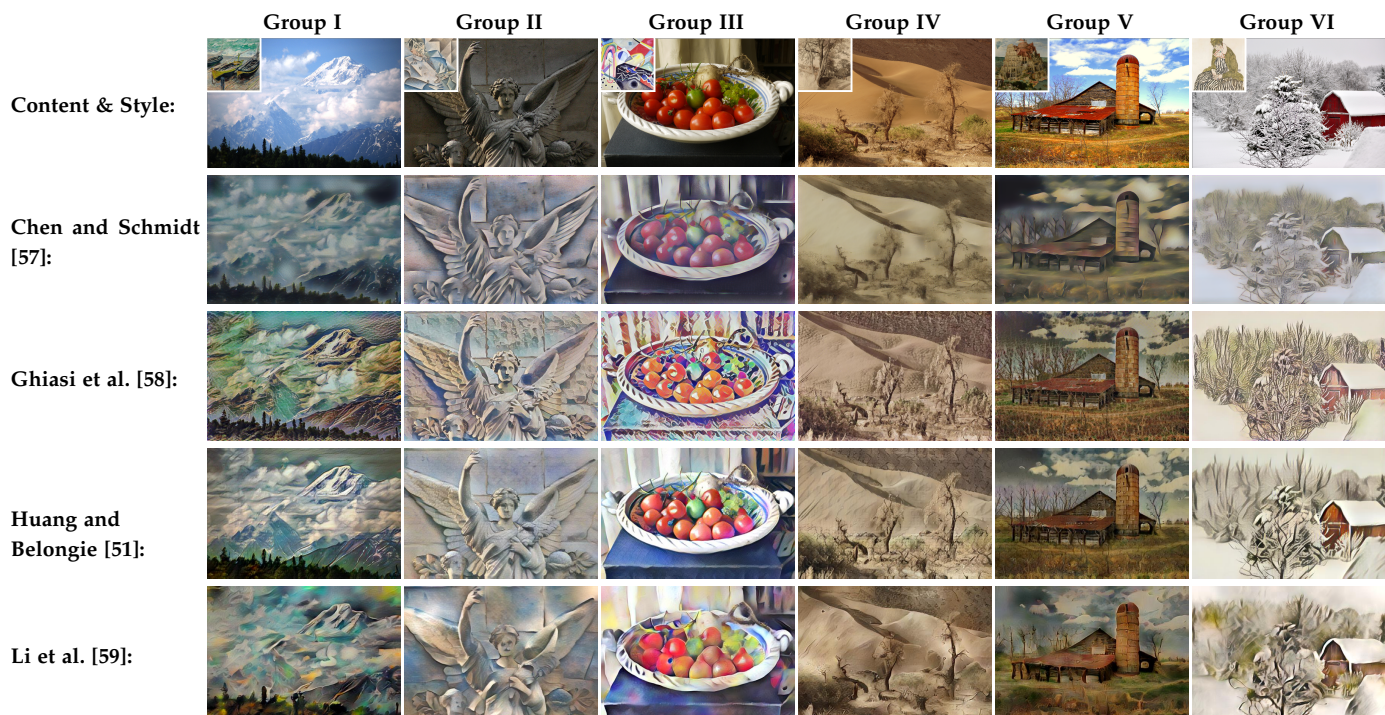 Group I Group II Group III Group IV Group V Group VI
Content & Style:
Chen and Schmidt
[57]:
Ghiasi et al. [58]:
Huang and
Belongie [51]:
Li et al. [59]: